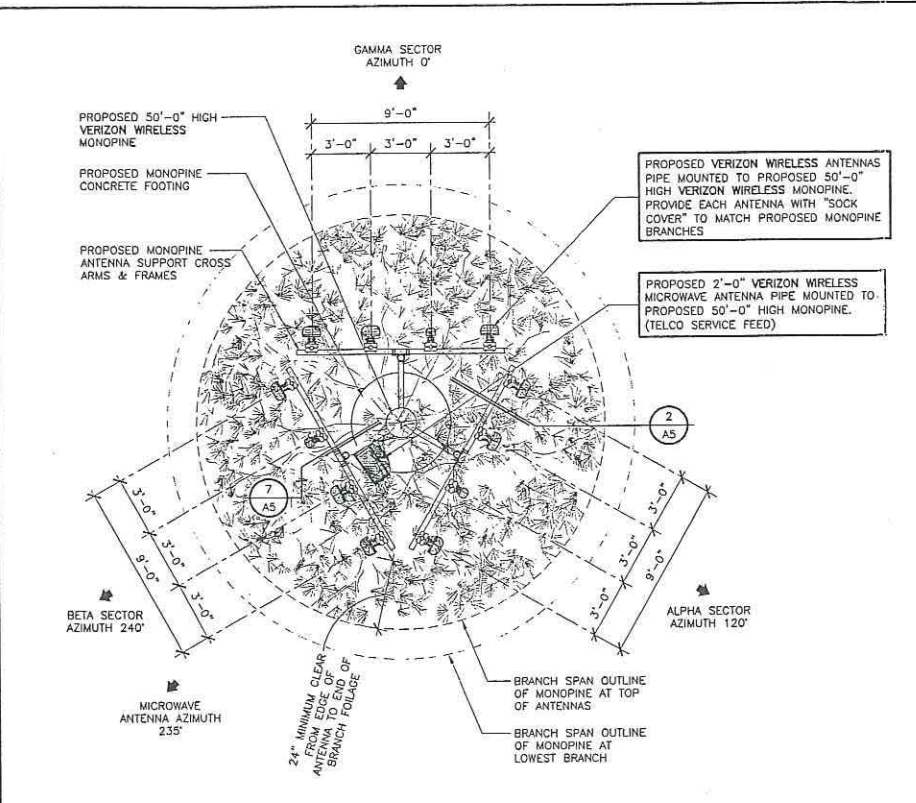 GAMMA SECTOR
AZIMUTH 0°
9'-0"
3'-0" 3'-0" 3'-0"
PROPOSED 50'-0" HIGH
VERIZON WIRELESS
MONOPINE
PROPOSED MONOPINE
CONCRETE FOOTING
PROPOSED MONOPINE
ANTENNA SUPPORT CROSS
ARMS & FRAMES
PROPOSED VERIZON WIRELESS ANTENNAS
PIPE MOUNTED TO PROPOSED 50'-0"
HIGH VERIZON WIRELESS MONOPINE.
PROVIDE EACH ANTENNA WITH "SOCK
COVER" TO MATCH PROPOSED MONOPINE
BRANCHES
PROPOSED 2'-0" VERIZON WIRELESS
MICROWAVE ANTENNA PIPE MOUNTED TO
PROPOSED 50'-0" HIGH MONOPINE.
(TELCO SERVICE FEED)
2
A5
7
A5
3'-0"
3'-0"
3'-0"
9'-0"
BETA SECTOR
AZIMUTH 240°
MICROWAVE
ANTENNA AZIMUTH
235°
24" MINIMUM CLEAR
FROM EDGE OF
ANTENNA TO END OF
BRANCH FOILAGE
3'-0"
3'-0"
3'-0"
9'-0"
ALPHA SECTOR
AZIMUTH 120°
BRANCH SPAN OUTLINE
OF MONOPINE AT TOP
OF ANTENNAS
BRANCH SPAN OUTLINE
OF MONOPINE AT
LOWEST BRANCH